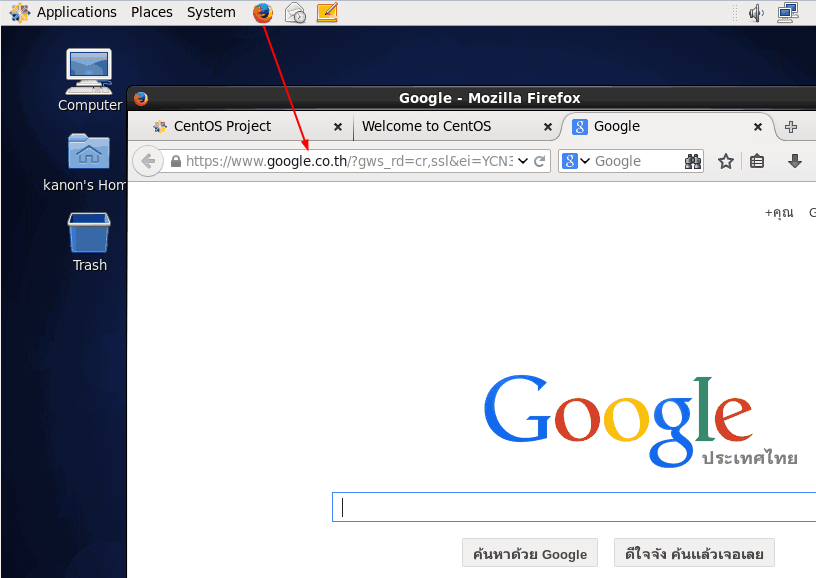 Applications Places System
Computer
kanon's Hom
Trash
Google - Mozilla Firefox
CentOS Project
Welcome to CentOS
Google
https://www.google.co.th/?gws_rd=cr,ssl&ei=YCN3
Google
+คุณ G
Google
ประเทศไทย
ค้นหาด้วย Google
ดีใจจัง ค้นแล้วเจอเลย